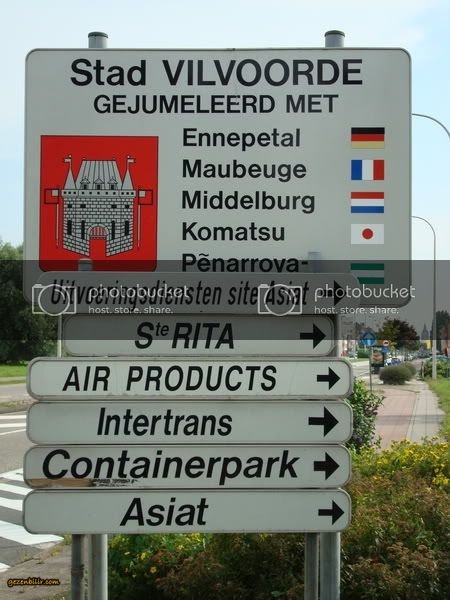 Stad VILVOORDE
GEJUMELEERD MET
Ennepetal
Maubeuge
Middelburg
Komatsu
Pẽnarroya-
Uitvoeringsdiensten site Asiat
photobucket
host. store. share.
photobucket
host. store. share.
Ste RITA
AIR PRODUCTS
Intertrans
Containerpark
Asiat
gezenbilir.com